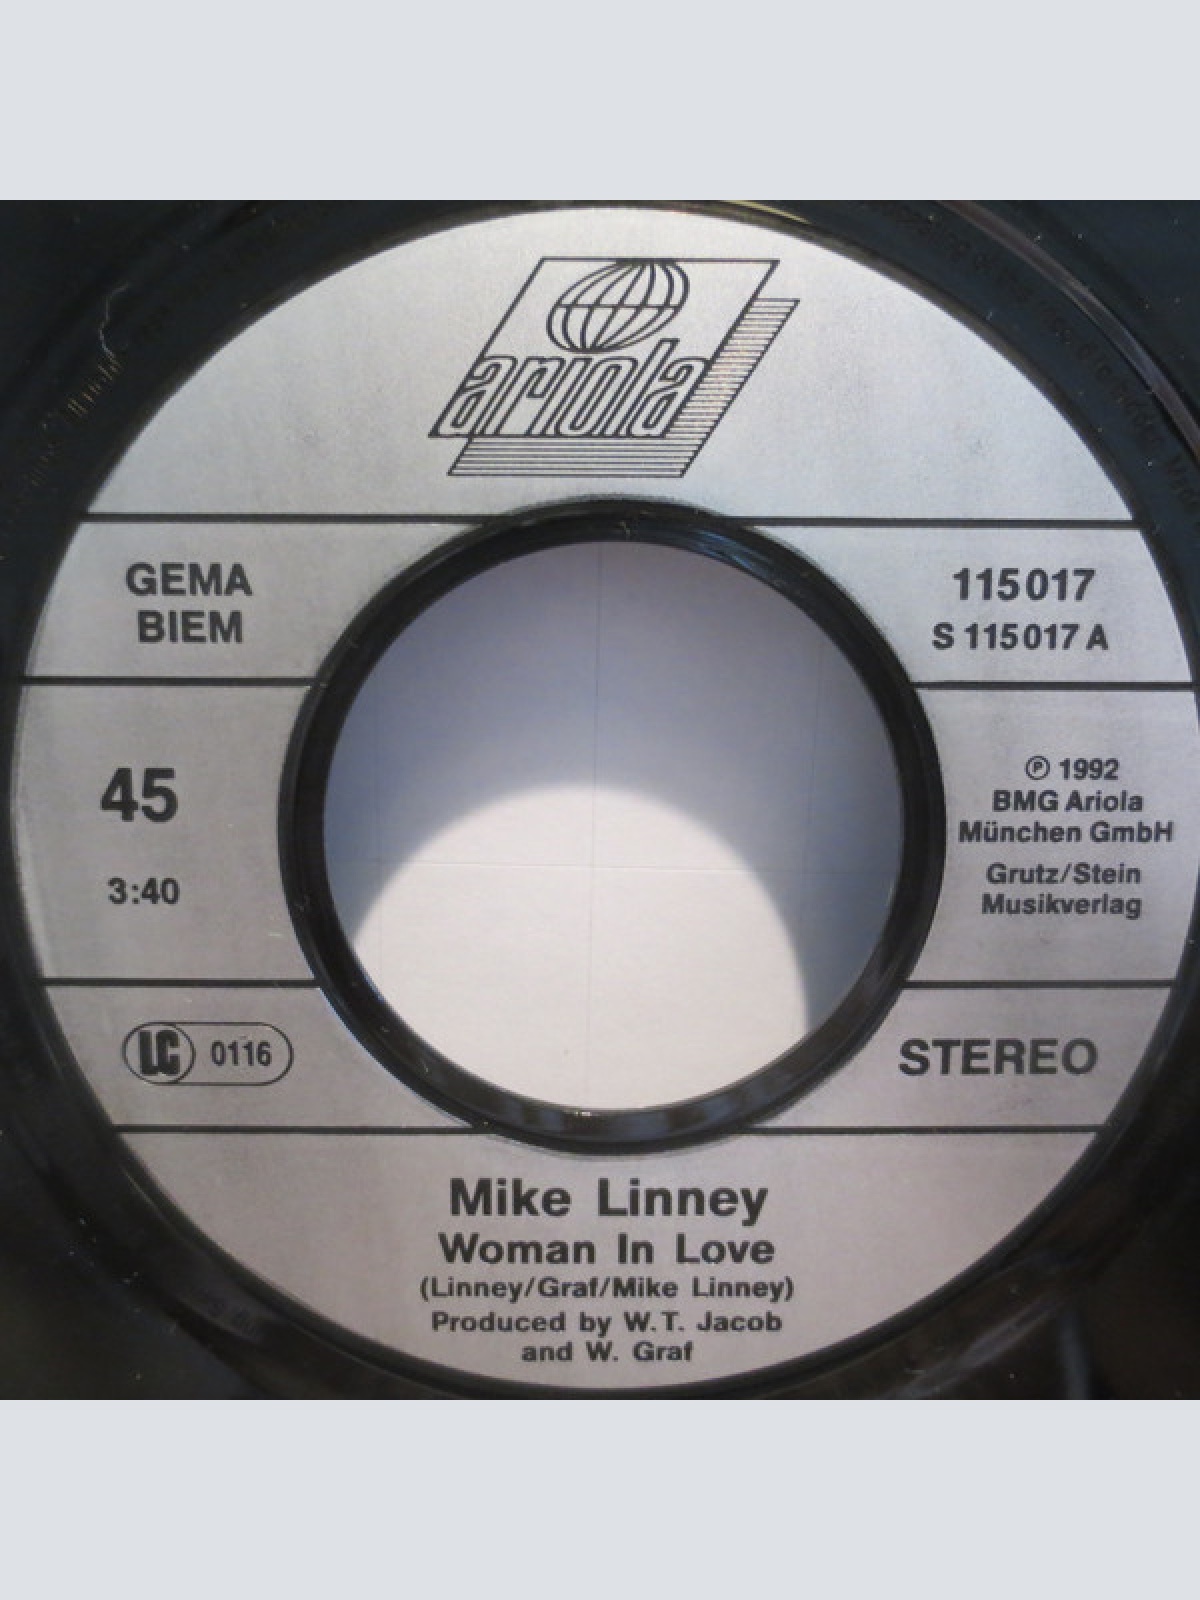 ariola
GEMA
BIEM
115017
S 115017 A
45
3:40
℗ 1992
BMG Ariola
München GmbH
Grutz/Stein
Musikverlag
LC 0116
STEREO
Mike Linney
Woman In Love
(Linney/Graf/Mike Linney)
Produced by W.T. Jacob
and W. Graf